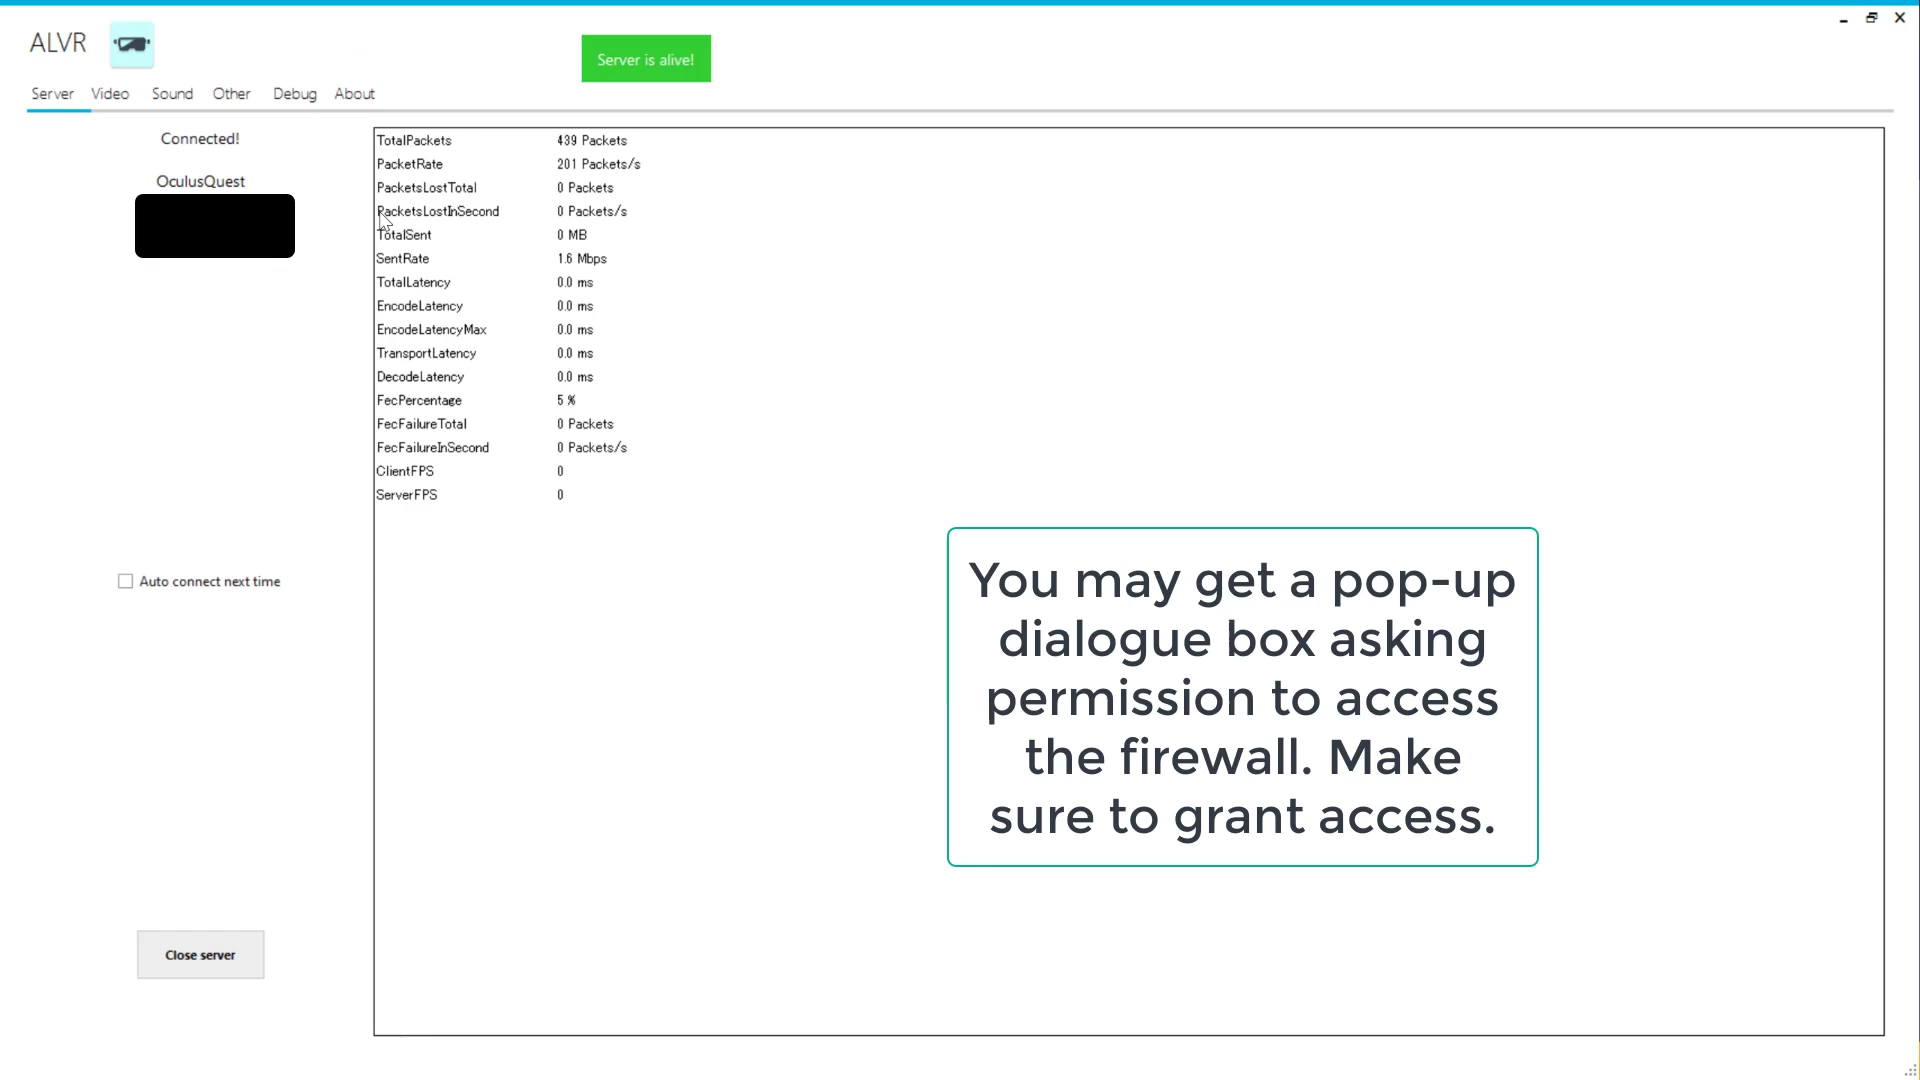 ALVR
Server is alive!
Server Video Sound Other Debug About
Connected!
OculusQuest
TotalPackets 439 Packets
PacketRate 201 Packets/s
PacketsLostTotal 0 Packets
PacketsLostInSecond 0 Packets/s
TotalSent 0 MB
SentRate 1.6 Mbps
TotalLatency 0.0 ms
EncodeLatency 0.0 ms
EncodeLatencyMax 0.0 ms
TransportLatency 0.0 ms
DecodeLatency 0.0 ms
FecPercentage 5 %
FecFailureTotal 0 Packets
FecFailureInSecond 0 Packets/s
ClientFPS 0
ServerFPS 0
Auto connect next time
Close server
You may get a pop-up
dialogue box asking
permission to access
the firewall. Make
sure to grant access.